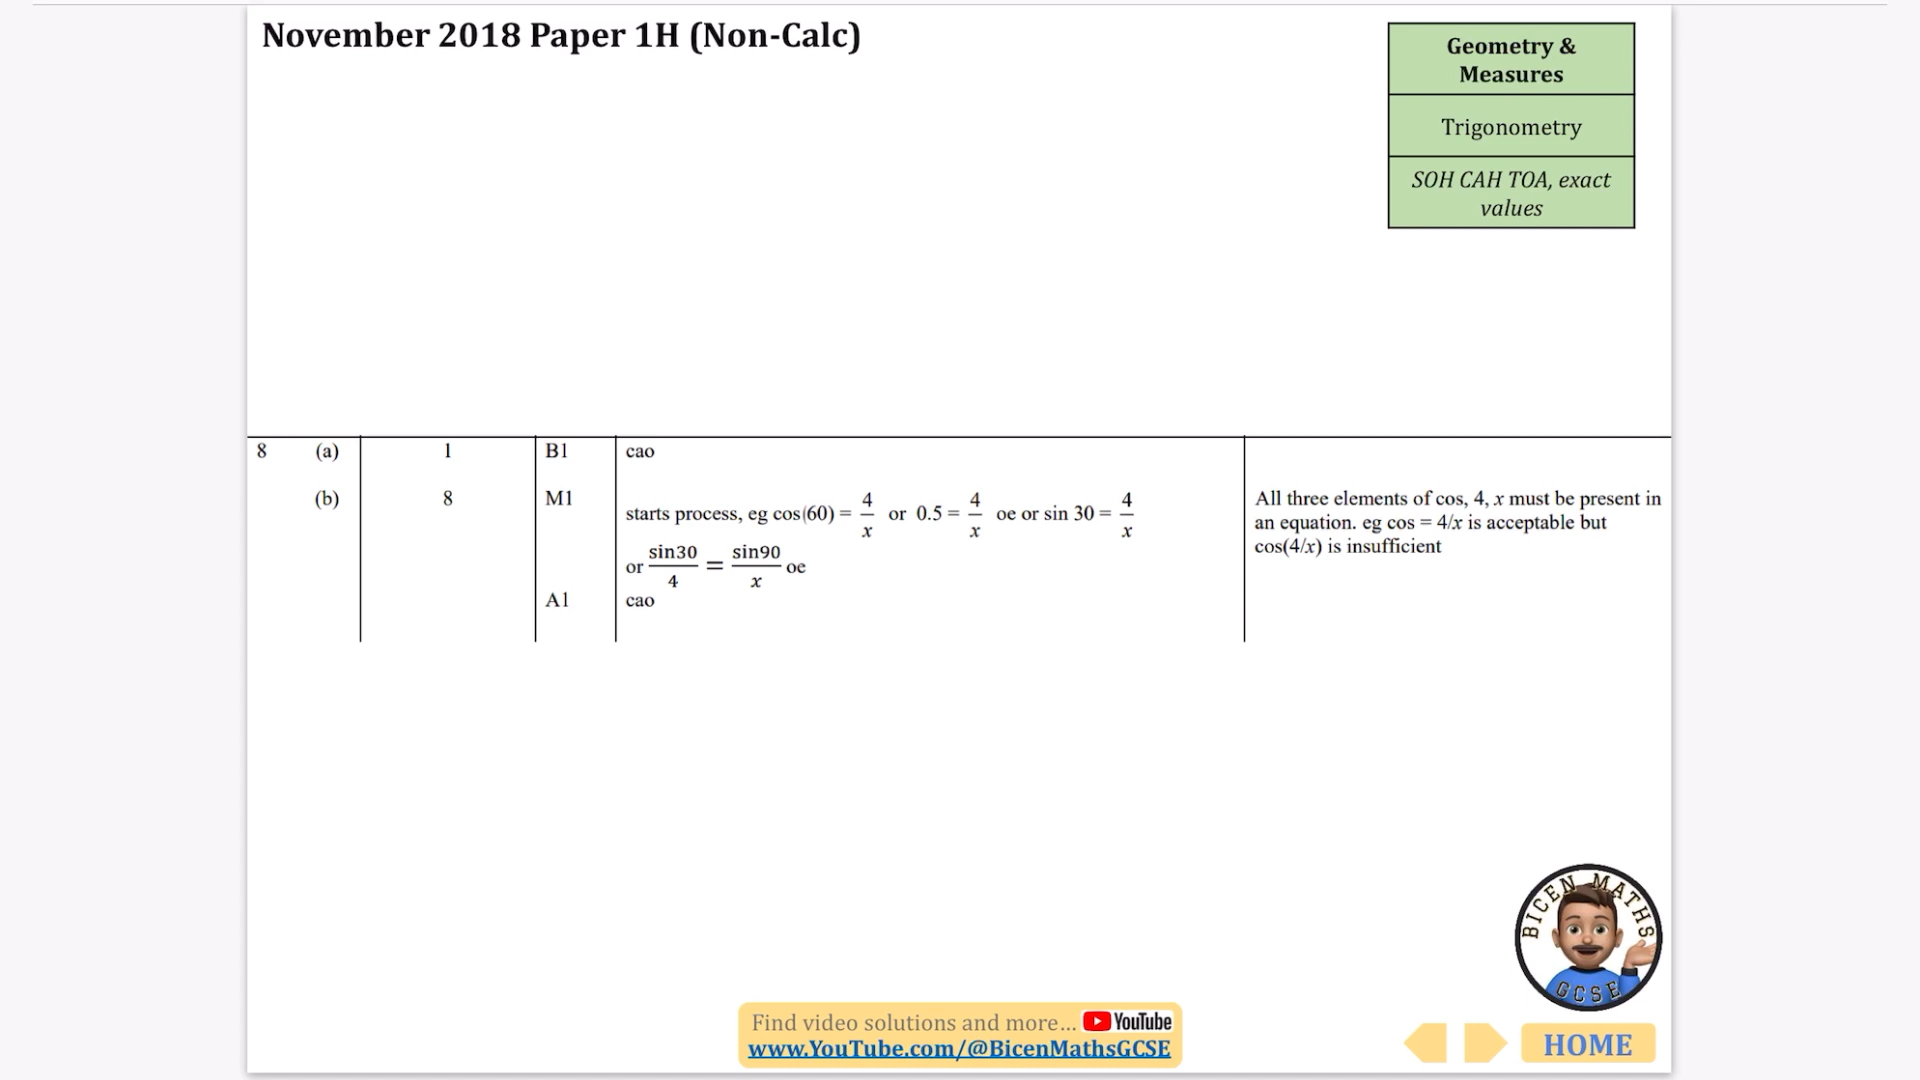 November 2018 Paper 1H (Non-Calc)
Geometry &
Measures
Trigonometry
SOH CAH TOA, exact
values
8 (a) 1 B1 cao
(b) 8 M1 starts process, eg cos(60) = 4/x or 0.5 = 4/x oe or sin 30 = 4/x
or sin30/4 = sin90/x oe
All three elements of cos, 4, x must be present in
an equation. eg cos = 4/x is acceptable but
cos(4/x) is insufficient
A1 cao
BICEN MATHS
GCSE
Find video solutions and more... YouTube
www.YouTube.com/@BicenMathsGCSE
HOME